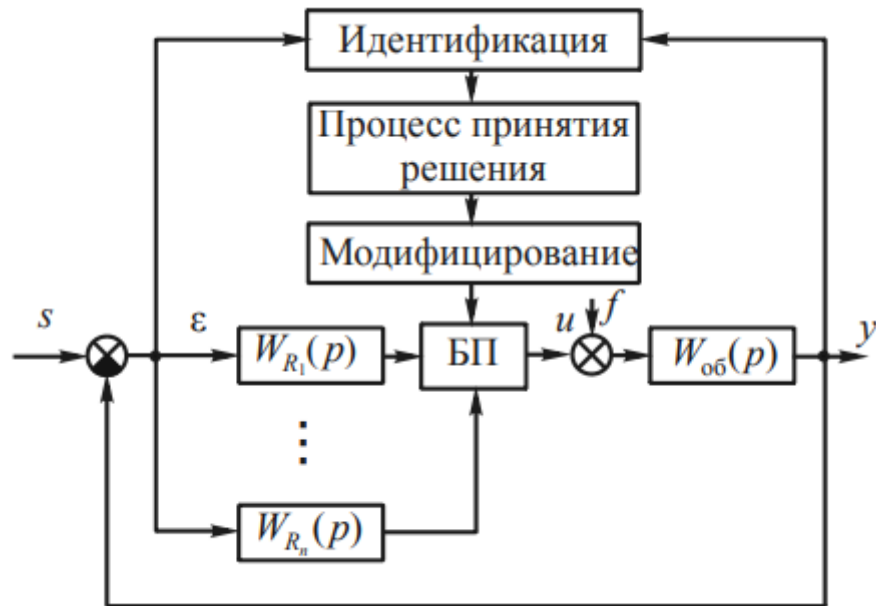 Идентификация
Процесс принятия
решения
Модифицирование
s
ε
W_{R_1}(p)
БП
u
f
W_{об}(p)
y
⋮
W_{R_n}(p)